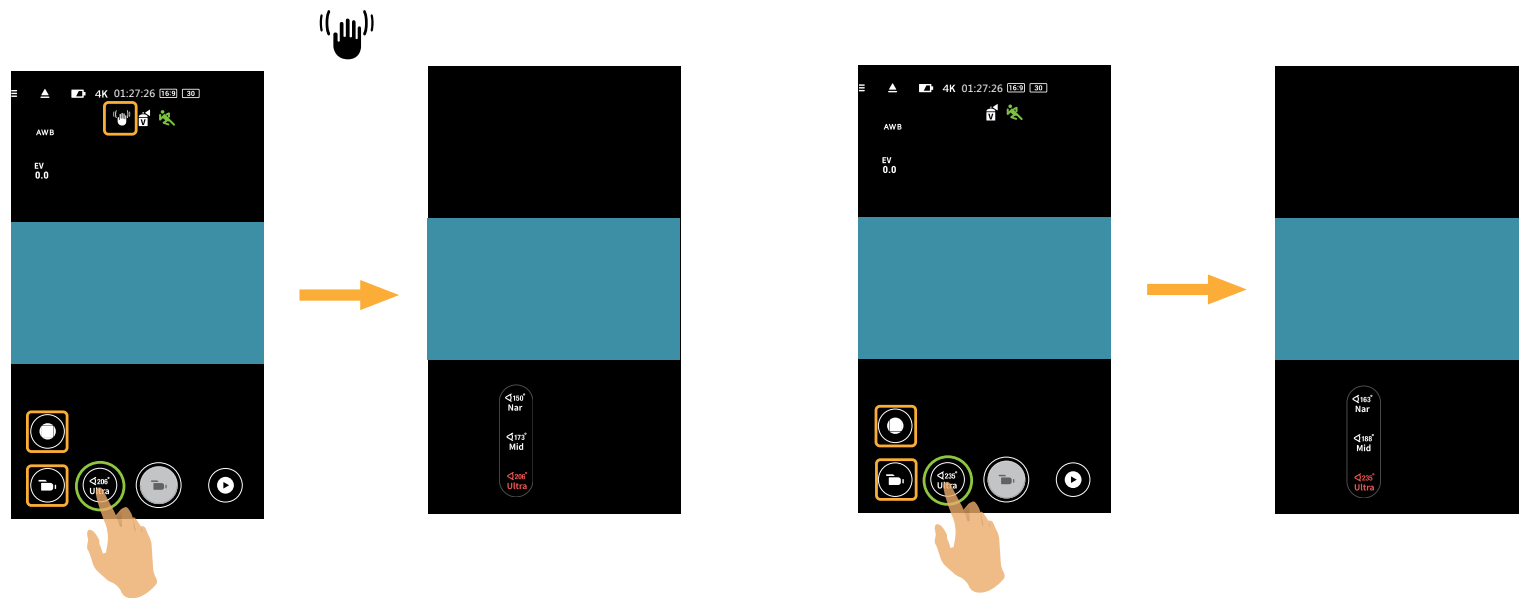 4K 01:27:26 16:9 30
V
AWB
EV
0.0
206°
Ultra
150°
Nar
173°
Mid
206°
Ultra
4K 01:27:26 16:9 30
V
AWB
EV
0.0
235°
Ultra
163°
Nar
188°
Mid
235°
Ultra